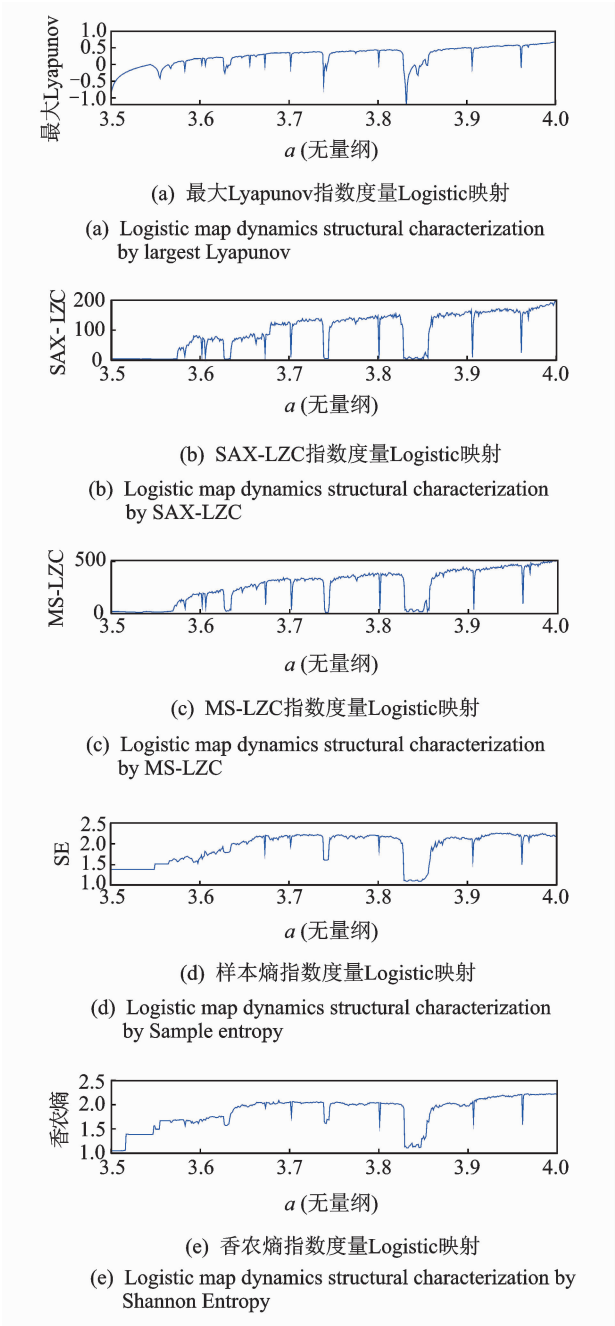 1.0
0.5
0
−0.5
−1.0
最大Lyapunov
3.5 3.6 3.7 3.8 3.9 4.0
a (无量纲)
(a) 最大Lyapunov指数度量Logistic映射
(a) Logistic map dynamics structural characterization
by largest Lyapunov
200
100
0
SAX-LZC
3.5 3.6 3.7 3.8 3.9 4.0
a (无量纲)
(b) SAX-LZC指数度量Logistic映射
(b) Logistic map dynamics structural characterization
by SAX-LZC
500
0
MS-LZC
3.5 3.6 3.7 3.8 3.9 4.0
a (无量纲)
(c) MS-LZC指数度量Logistic映射
(c) Logistic map dynamics structural characterization
by MS-LZC
2.5
2.0
1.5
1.0
SE
3.5 3.6 3.7 3.8 3.9 4.0
a (无量纲)
(d) 样本熵指数度量Logistic映射
(d) Logistic map dynamics structural characterization
by Sample entropy
2.5
2.0
1.5
1.0
香农熵
3.5 3.6 3.7 3.8 3.9 4.0
a (无量纲)
(e) 香农熵指数度量Logistic映射
(e) Logistic map dynamics structural characterization by
Shannon Entropy